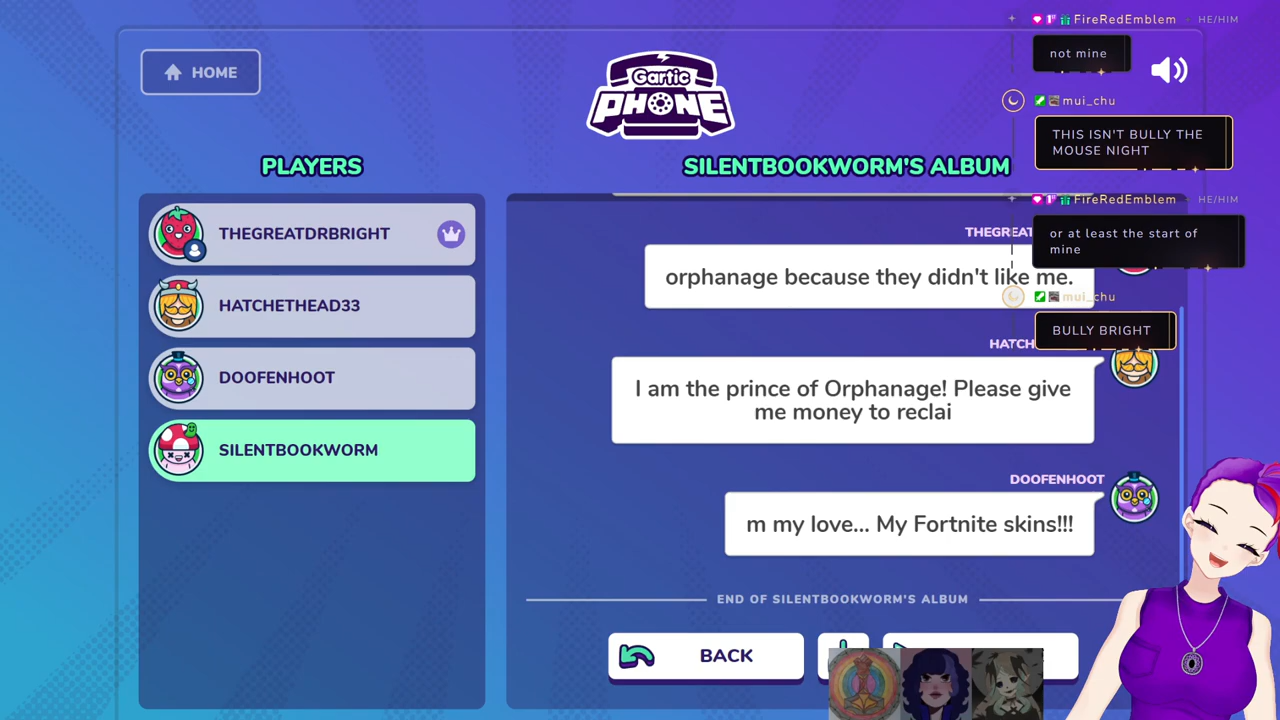 HOME
Gartic
PHONE
PLAYERS
THEGREATDRBRIGHT
HATCHETHEAD33
DOOFENHOOT
SILENTBOOKWORM
SILENTBOOKWORM'S ALBUM
THEGREAT
orphanage because they didn't like me.
HATCH
I am the prince of Orphanage! Please give
me money to reclai
DOOFENHOOT
m my love... My Fortnite skins!!!
END OF SILENTBOOKWORM'S ALBUM
BACK
FireRedEmblem HE/HIM
not mine
mui_chu
THIS ISN'T BULLY THE
MOUSE NIGHT
FireRedEmblem HE/HIM
or at least the start of
mine
mui_chu
BULLY BRIGHT